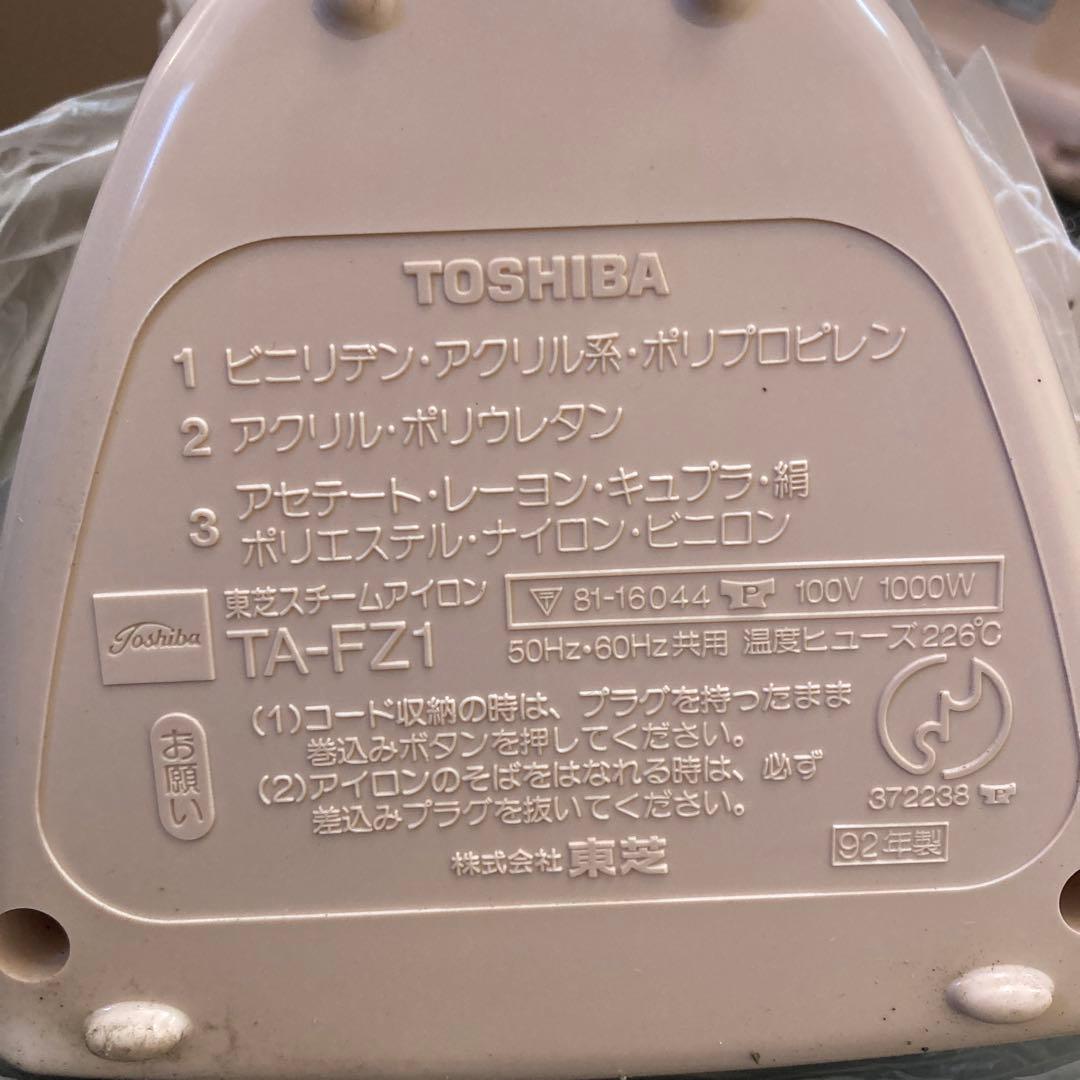 TOSHIBA
1 ビニリデン・アクリル系・ポリプロピレン
2 アクリル・ポリウレタン
3 アセテート・レーヨン・キュプラ・絹
ポリエステル・ナイロン・ビニロン
Toshiba
東芝スチームアイロン
TA-FZ1
▽ 81-16044 P 100V 1000W
50Hz・60Hz共用 温度ヒューズ226℃
お願い
(1)コード収納の時は、プラグを持ったまま
巻込みボタンを押してください。
(2)アイロンのそばをはなれる時は、必ず
差込みプラグを抜いてください。
372238 P
株式会社 東芝
92年製